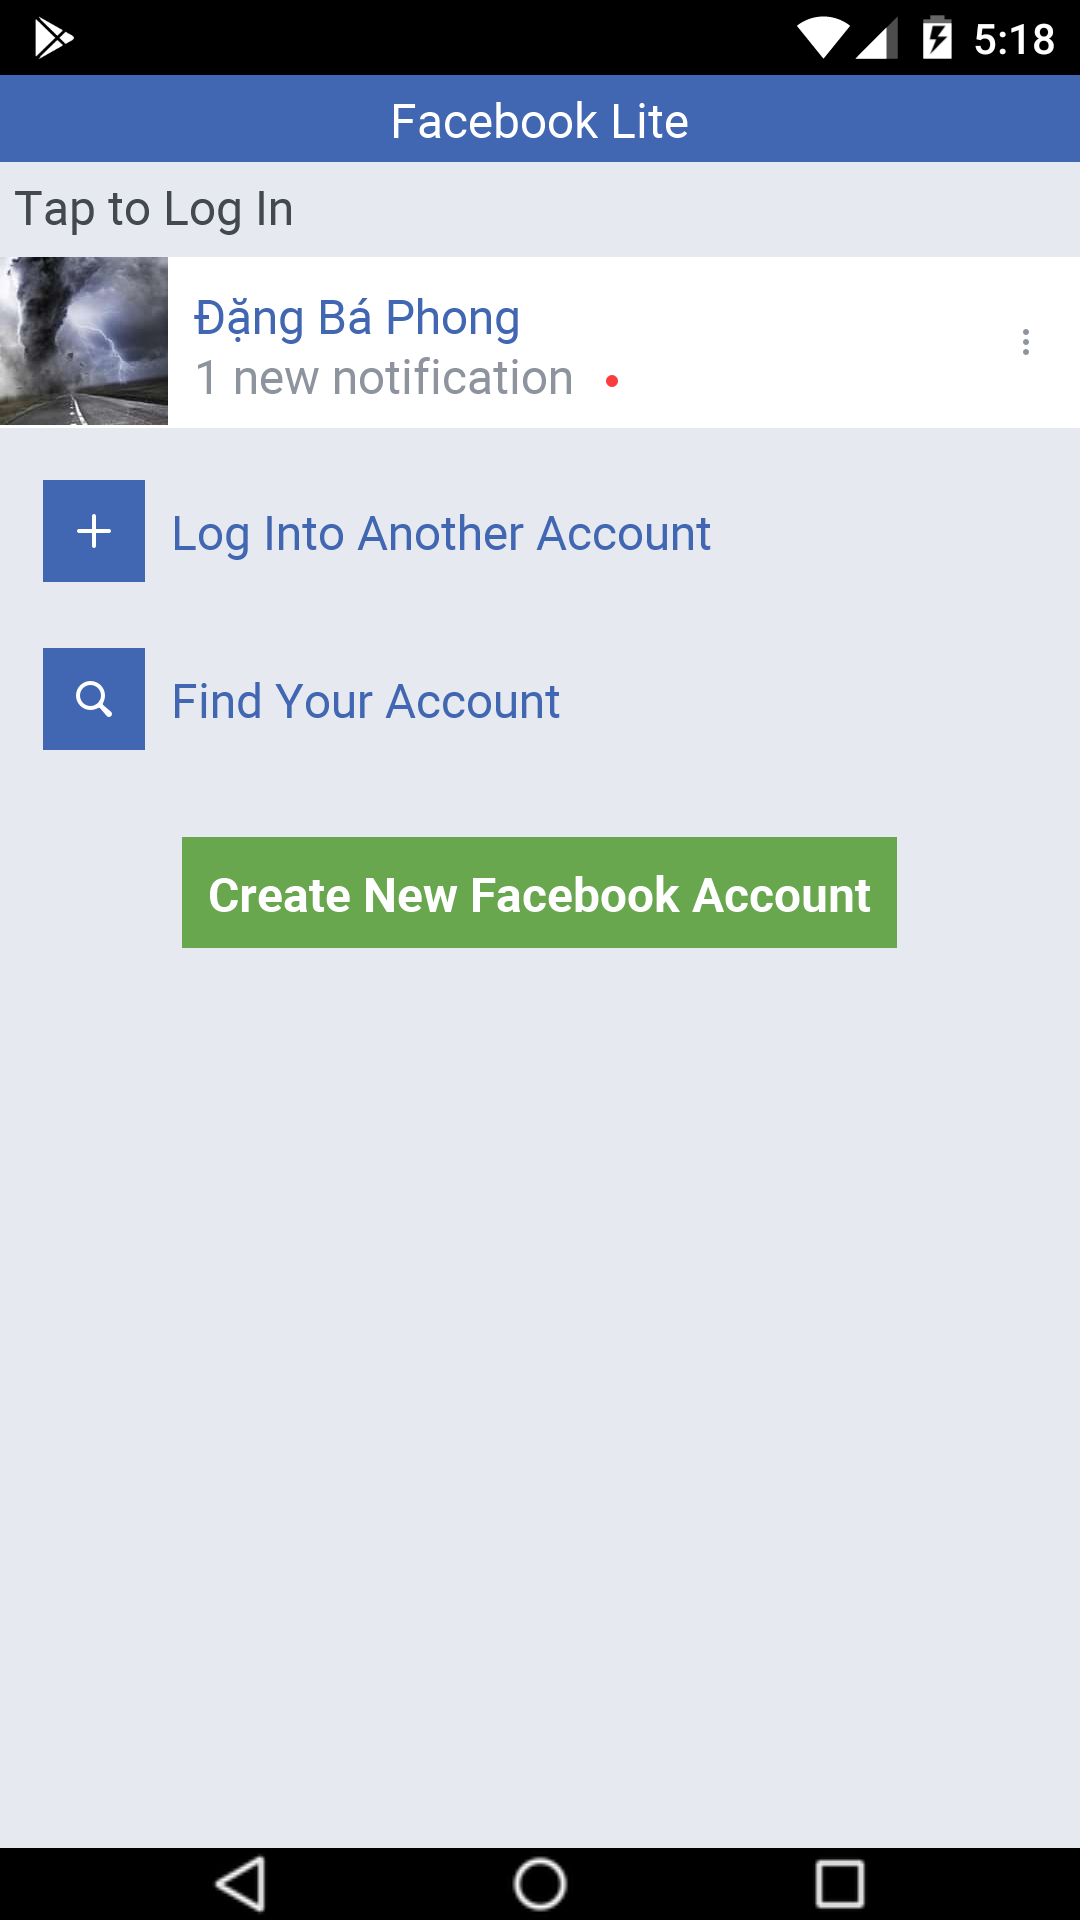 5:18
Facebook Lite
Tap to Log In
Đặng Bá Phong
1 new notification
Log Into Another Account
Find Your Account
Create New Facebook Account